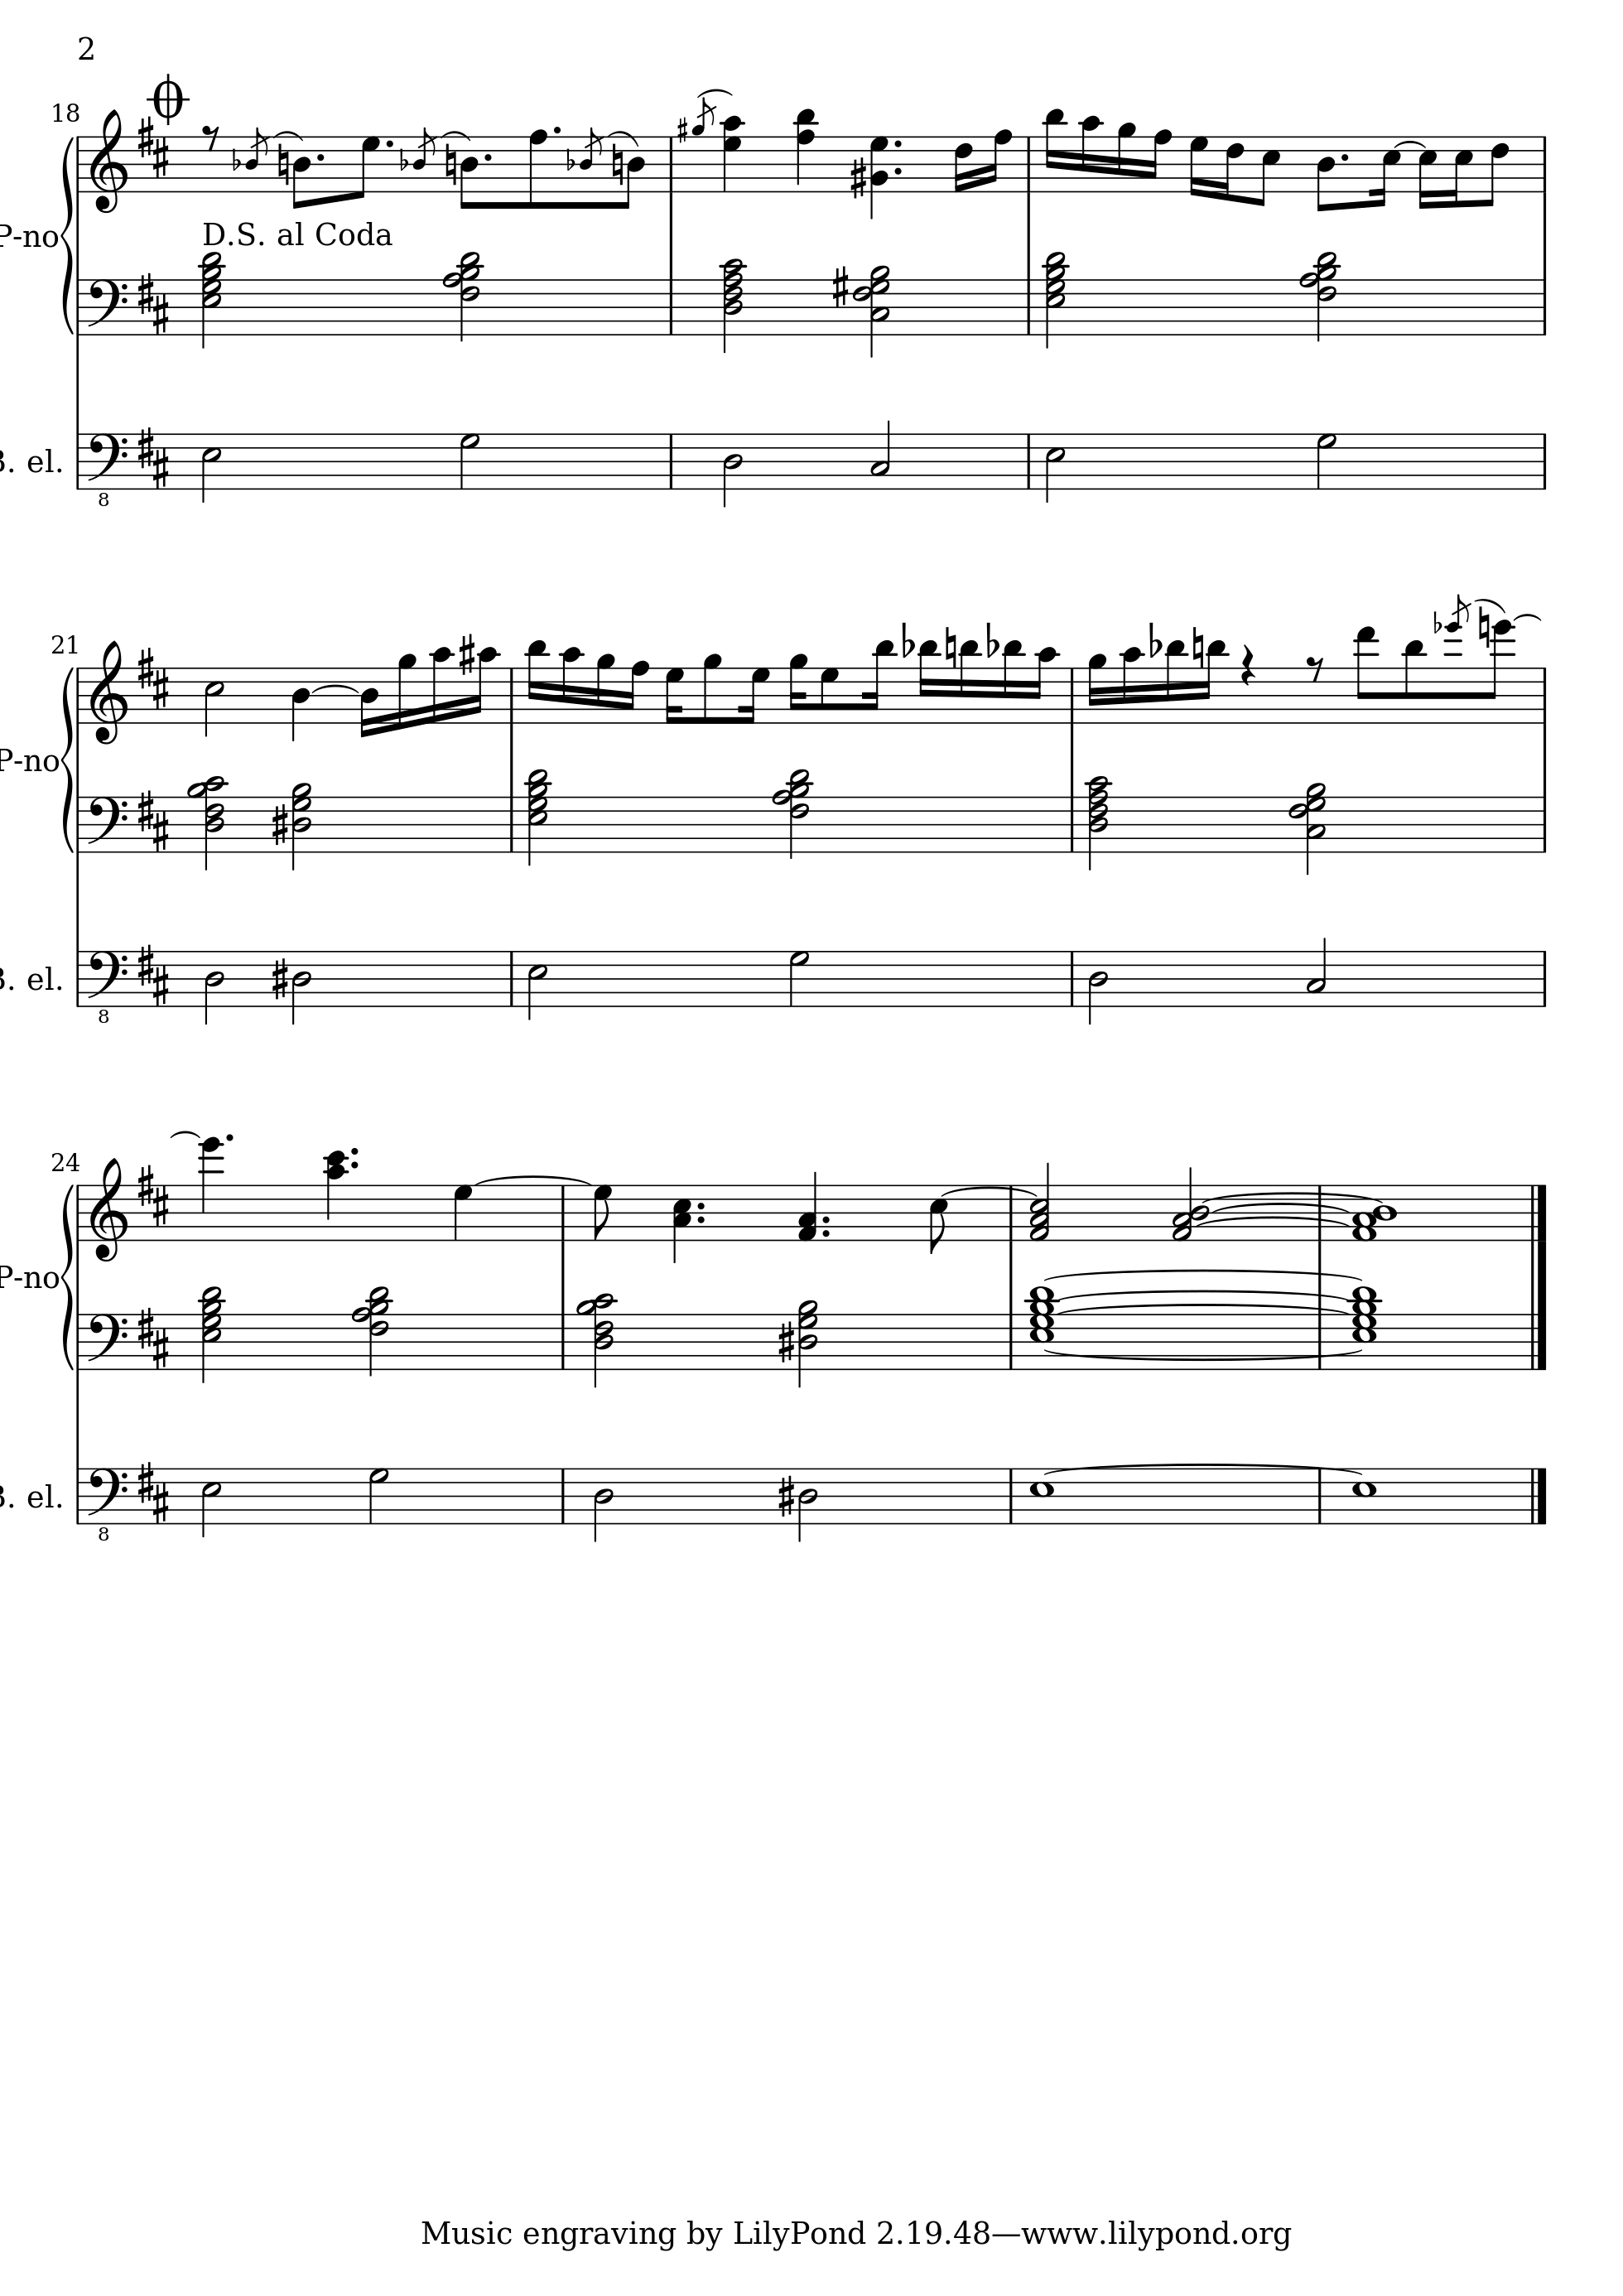 2
18
D.S. al Coda
P-no
B. el.
8
21
P-no
B. el.
8
24
P-no
B. el.
8
Music engraving by LilyPond 2.19.48—www.lilypond.org